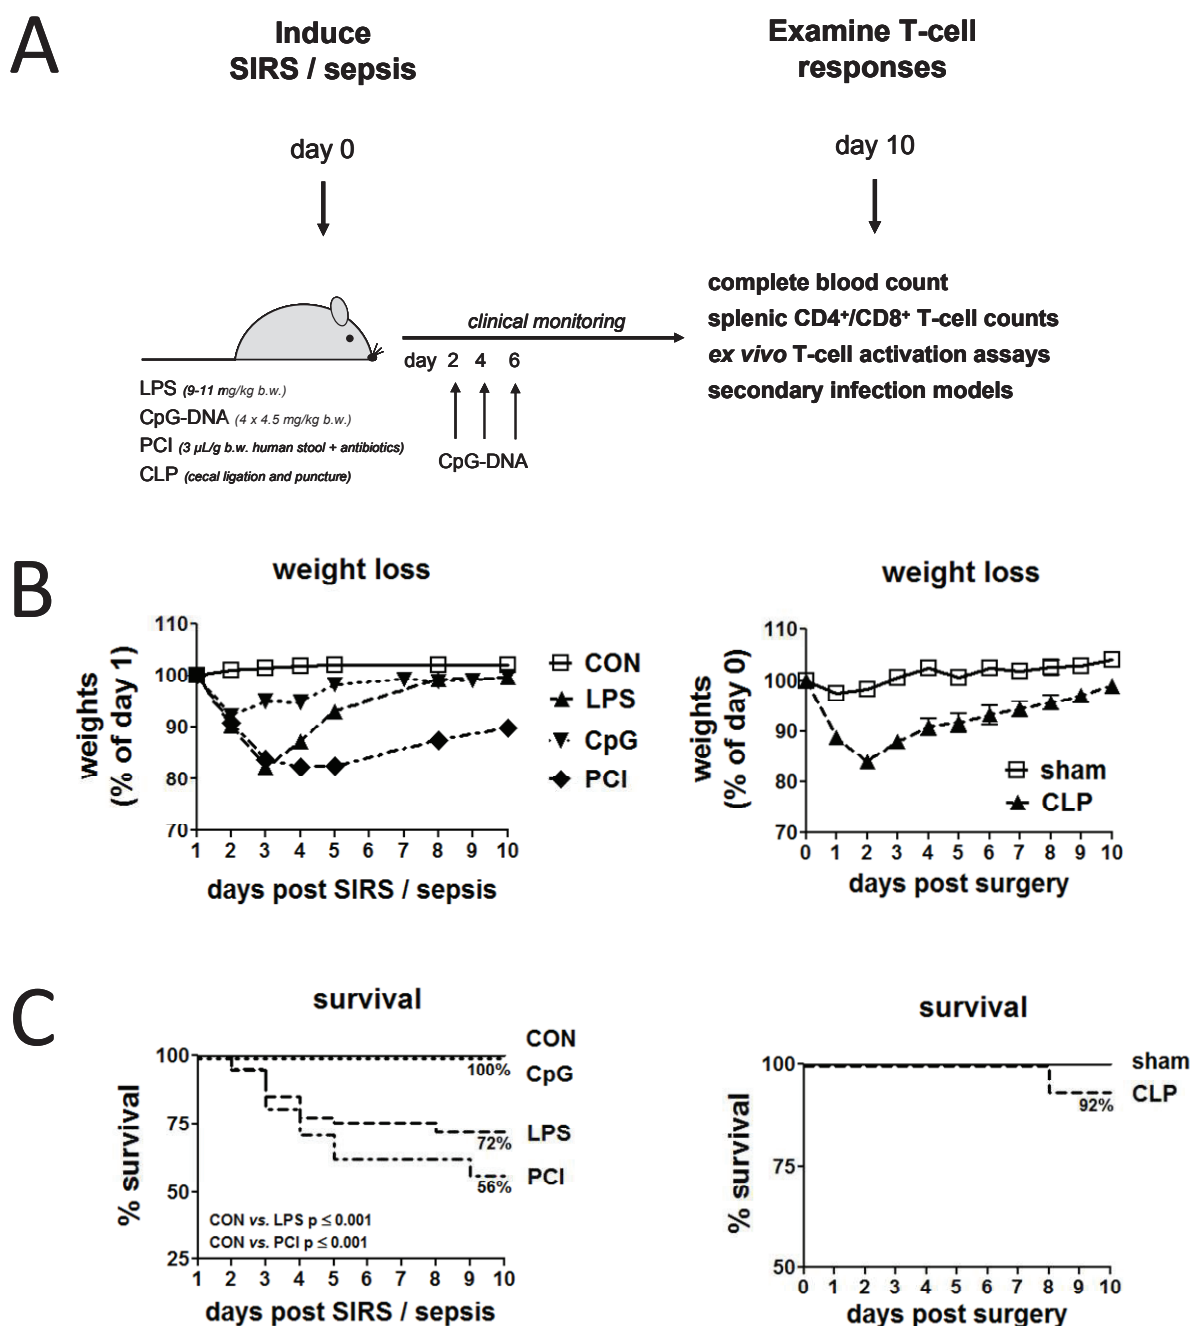 A
Induce
SIRS / sepsis
Examine T-cell
responses
day 0
day 10
clinical monitoring
day 2 4 6
CpG-DNA
LPS (9-11 mg/kg b.w.)
CpG-DNA (4 x 4.5 mg/kg b.w.)
PCI (3 µL/g b.w. human stool + antibiotics)
CLP (cecal ligation and puncture)
complete blood count
splenic CD4⁺/CD8⁺ T-cell counts
ex vivo T-cell activation assays
secondary infection models
B
weight loss
weights
(% of day 1)
110
100
90
80
70
1 2 3 4 5 6 7 8 9 10
days post SIRS / sepsis
CON
LPS
CpG
PCI
weight loss
weights
(% of day 0)
110
100
90
80
70
0 1 2 3 4 5 6 7 8 9 10
days post surgery
sham
CLP
C
survival
% survival
100
75
50
25
1 2 3 4 5 6 7 8 9 10
days post SIRS / sepsis
CON
100%
CpG
72%
LPS
56%
PCI
CON vs. LPS p ≤ 0.001
CON vs. PCI p ≤ 0.001
survival
% survival
100
75
50
0 1 2 3 4 5 6 7 8 9 10
days post surgery
sham
CLP
92%